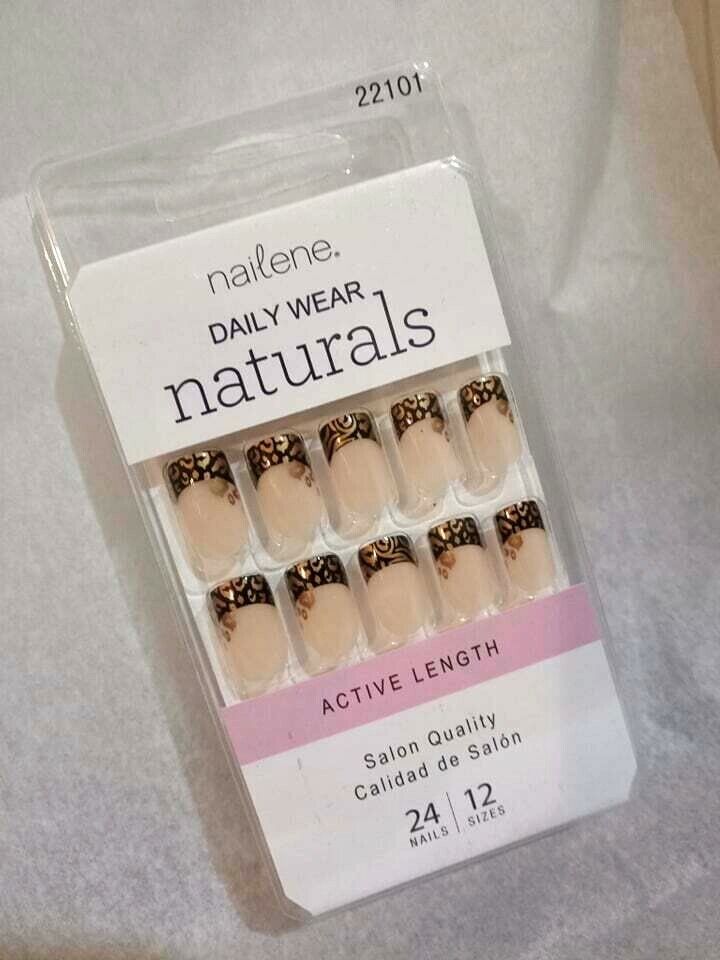 22101
nailene®
DAILY WEAR
naturals
ACTIVE LENGTH
Salon Quality
Calidad de Salón
24 | 12
NAILS | SIZES